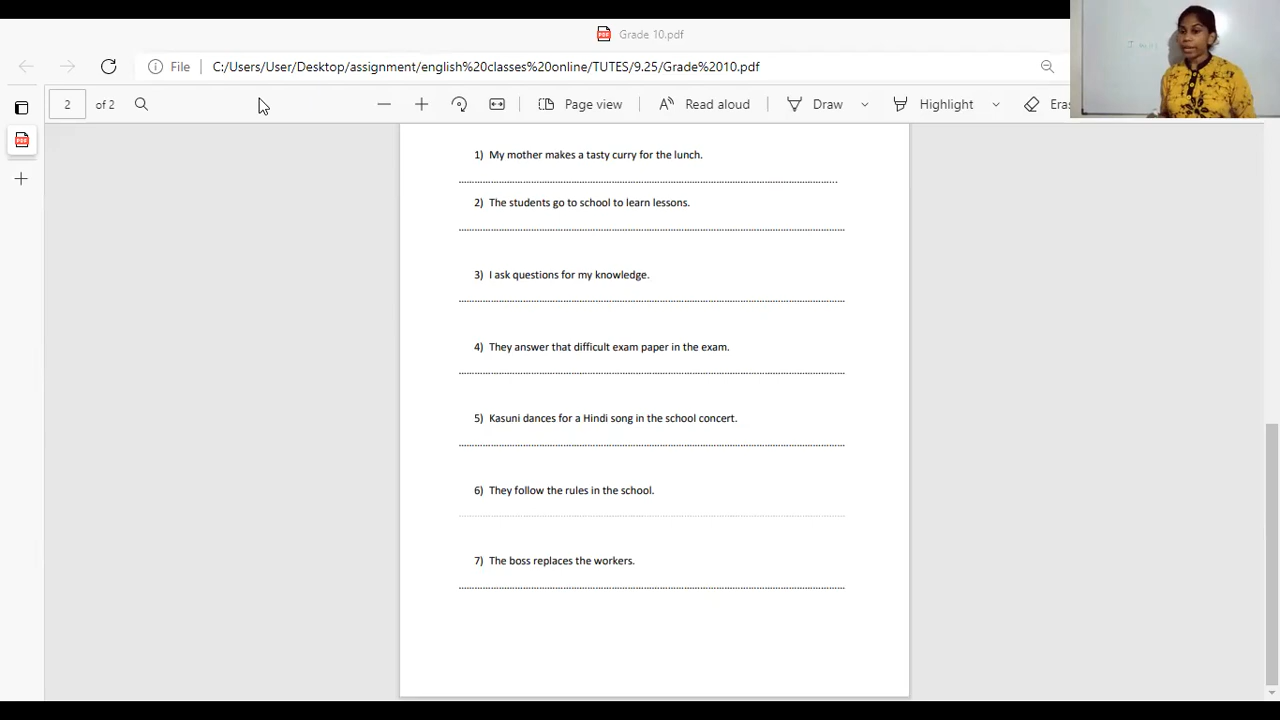 Grade 10.pdf
File
C:/Users/User/Desktop/assignment/english%20classes%20online/TUTES/9.25/Grade%2010.pdf
2 of 2
Page view
Read aloud
Draw
Highlight
1) My mother makes a tasty curry for the lunch.
2) The students go to school to learn lessons.
3) I ask questions for my knowledge.
4) They answer that difficult exam paper in the exam.
5) Kasuni dances for a Hindi song in the school concert.
6) They follow the rules in the school.
7) The boss replaces the workers.